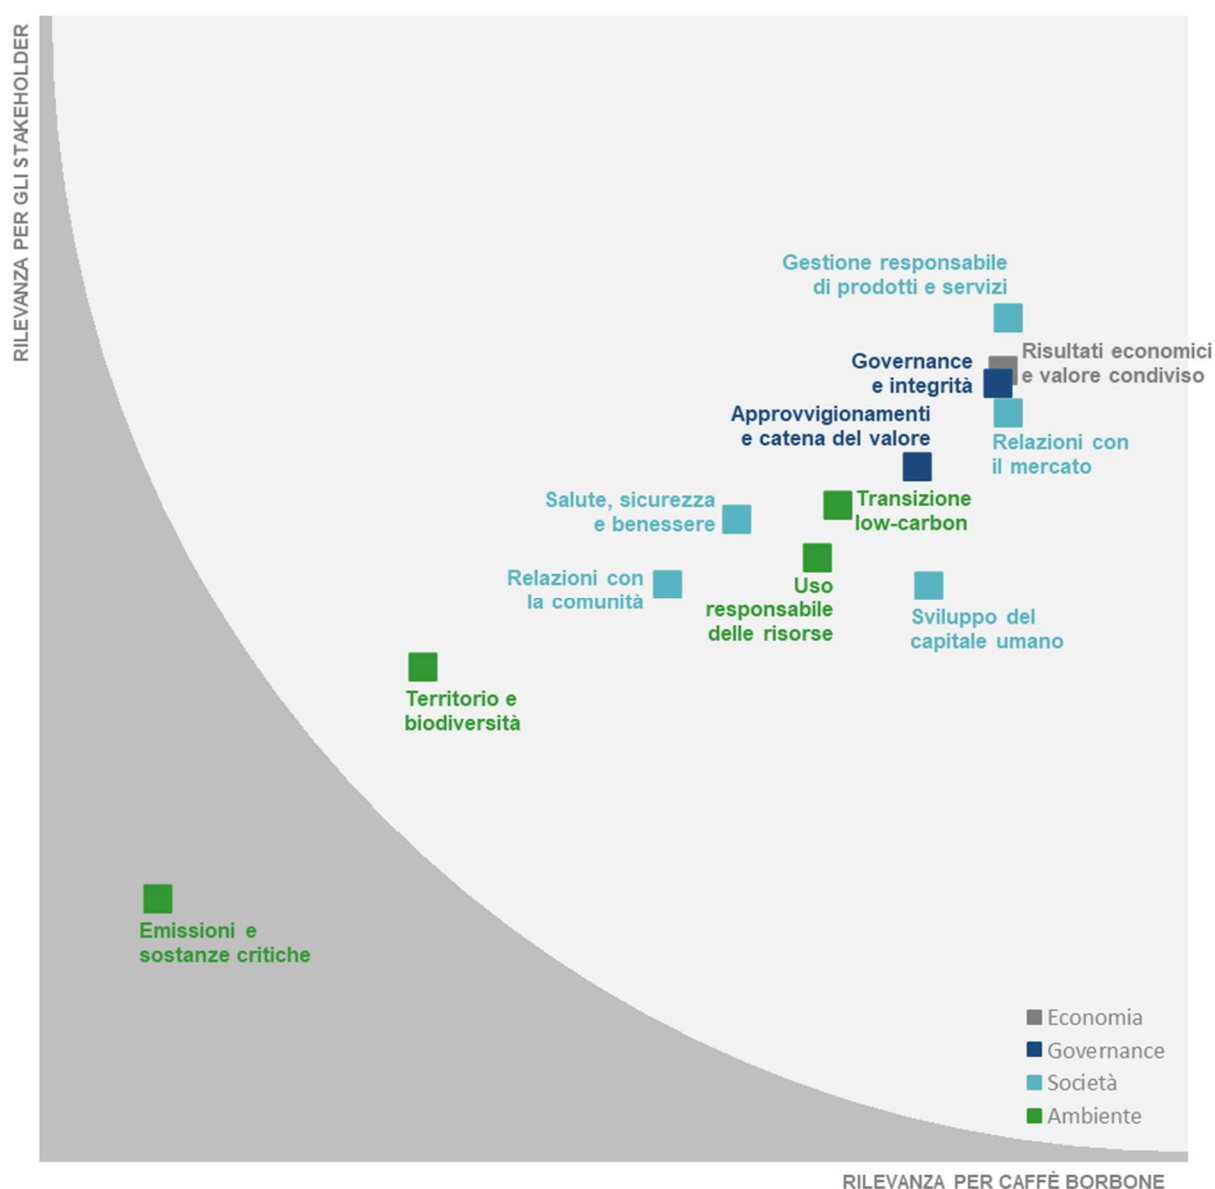 RILEVANZA PER GLI STAKEHOLDER
Gestione responsabile
di prodotti e servizi
Risultati economici
e valore condiviso
Governance
e integrità
Approvvigionamenti
e catena del valore
Relazioni con
il mercato
Transizione
low-carbon
Salute, sicurezza
e benessere
Relazioni con
la comunità
Uso
responsabile
delle risorse
Sviluppo del
capitale umano
Territorio e
biodiversità
Emissioni e
sostanze critiche
Economia
Governance
Società
Ambiente
RILEVANZA PER CAFFÈ BORBONE